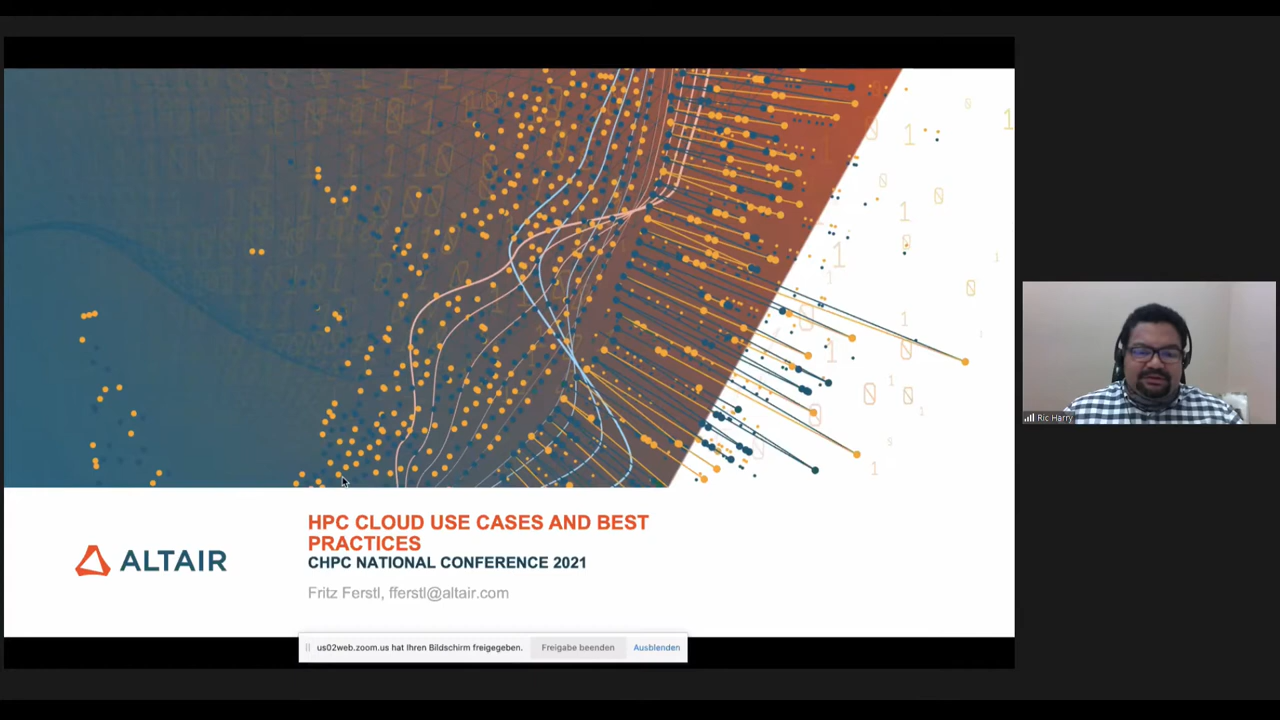 HPC CLOUD USE CASES AND BEST
PRACTICES
CHPC NATIONAL CONFERENCE 2021
ALTAIR
Fritz Ferstl, fferstl@altair.com
us02web.zoom.us hat Ihren Bildschirm freigegeben.
Freigabe beenden
Ausblenden
Ric Harry